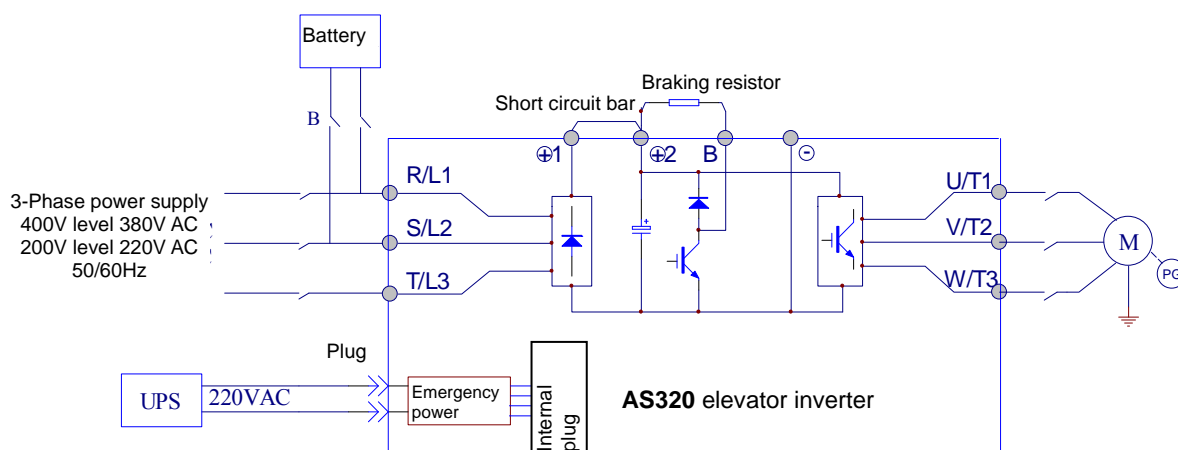 Battery
Braking resistor
Short circuit bar
B
⊕1
⊕2
B
⊖
R/L1
U/T1
3-Phase power supply
400V level 380V AC
200V level 220V AC
50/60Hz
S/L2
V/T2
M
PG
T/L3
W/T3
Plug
UPS
220VAC
Emergency
power
Internal
plug
AS320 elevator inverter